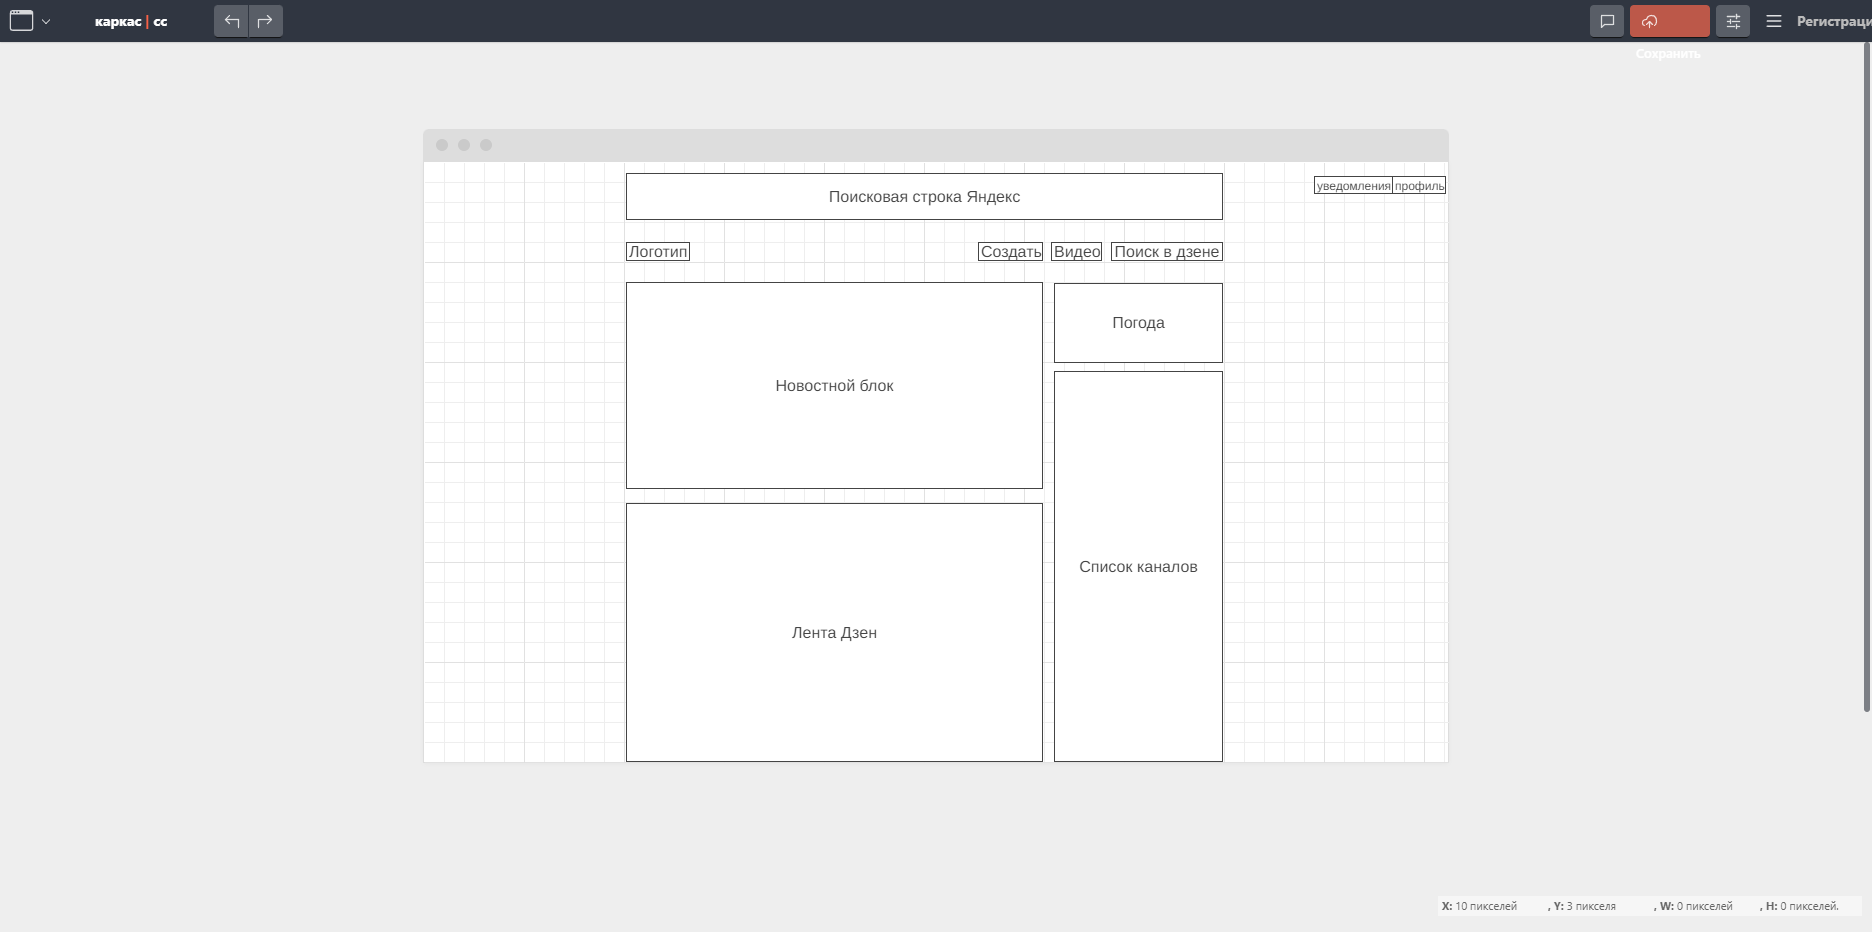 каркас | cc
Регистраци
Сохранить
Поисковая строка Яндекс
уведомления профиль
Логотип
Создать Видео Поиск в дзене
Погода
Новостной блок
Список каналов
Лента Дзен
X: 10 пикселей , Y: 3 пикселя , W: 0 пикселей , H: 0 пикселей.